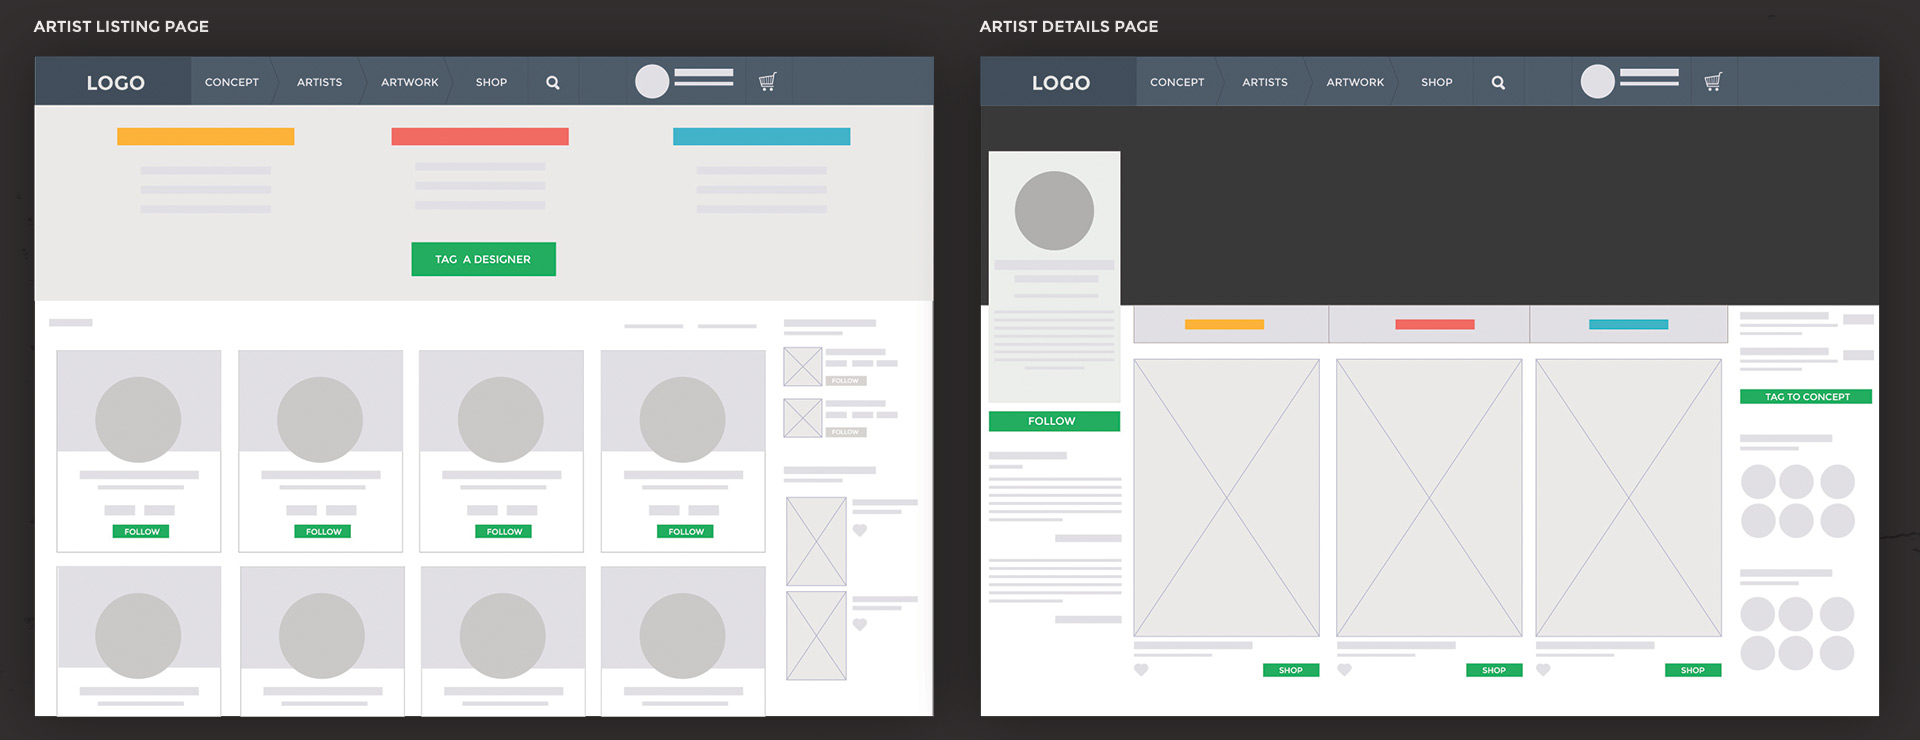 ARTIST LISTING PAGE
LOGO CONCEPT ARTISTS ARTWORK SHOP
TAG A DESIGNER
FOLLOW
FOLLOW
FOLLOW FOLLOW FOLLOW FOLLOW
ARTIST DETAILS PAGE
LOGO CONCEPT ARTISTS ARTWORK SHOP
TAG TO CONCEPT
FOLLOW
SHOP SHOP SHOP